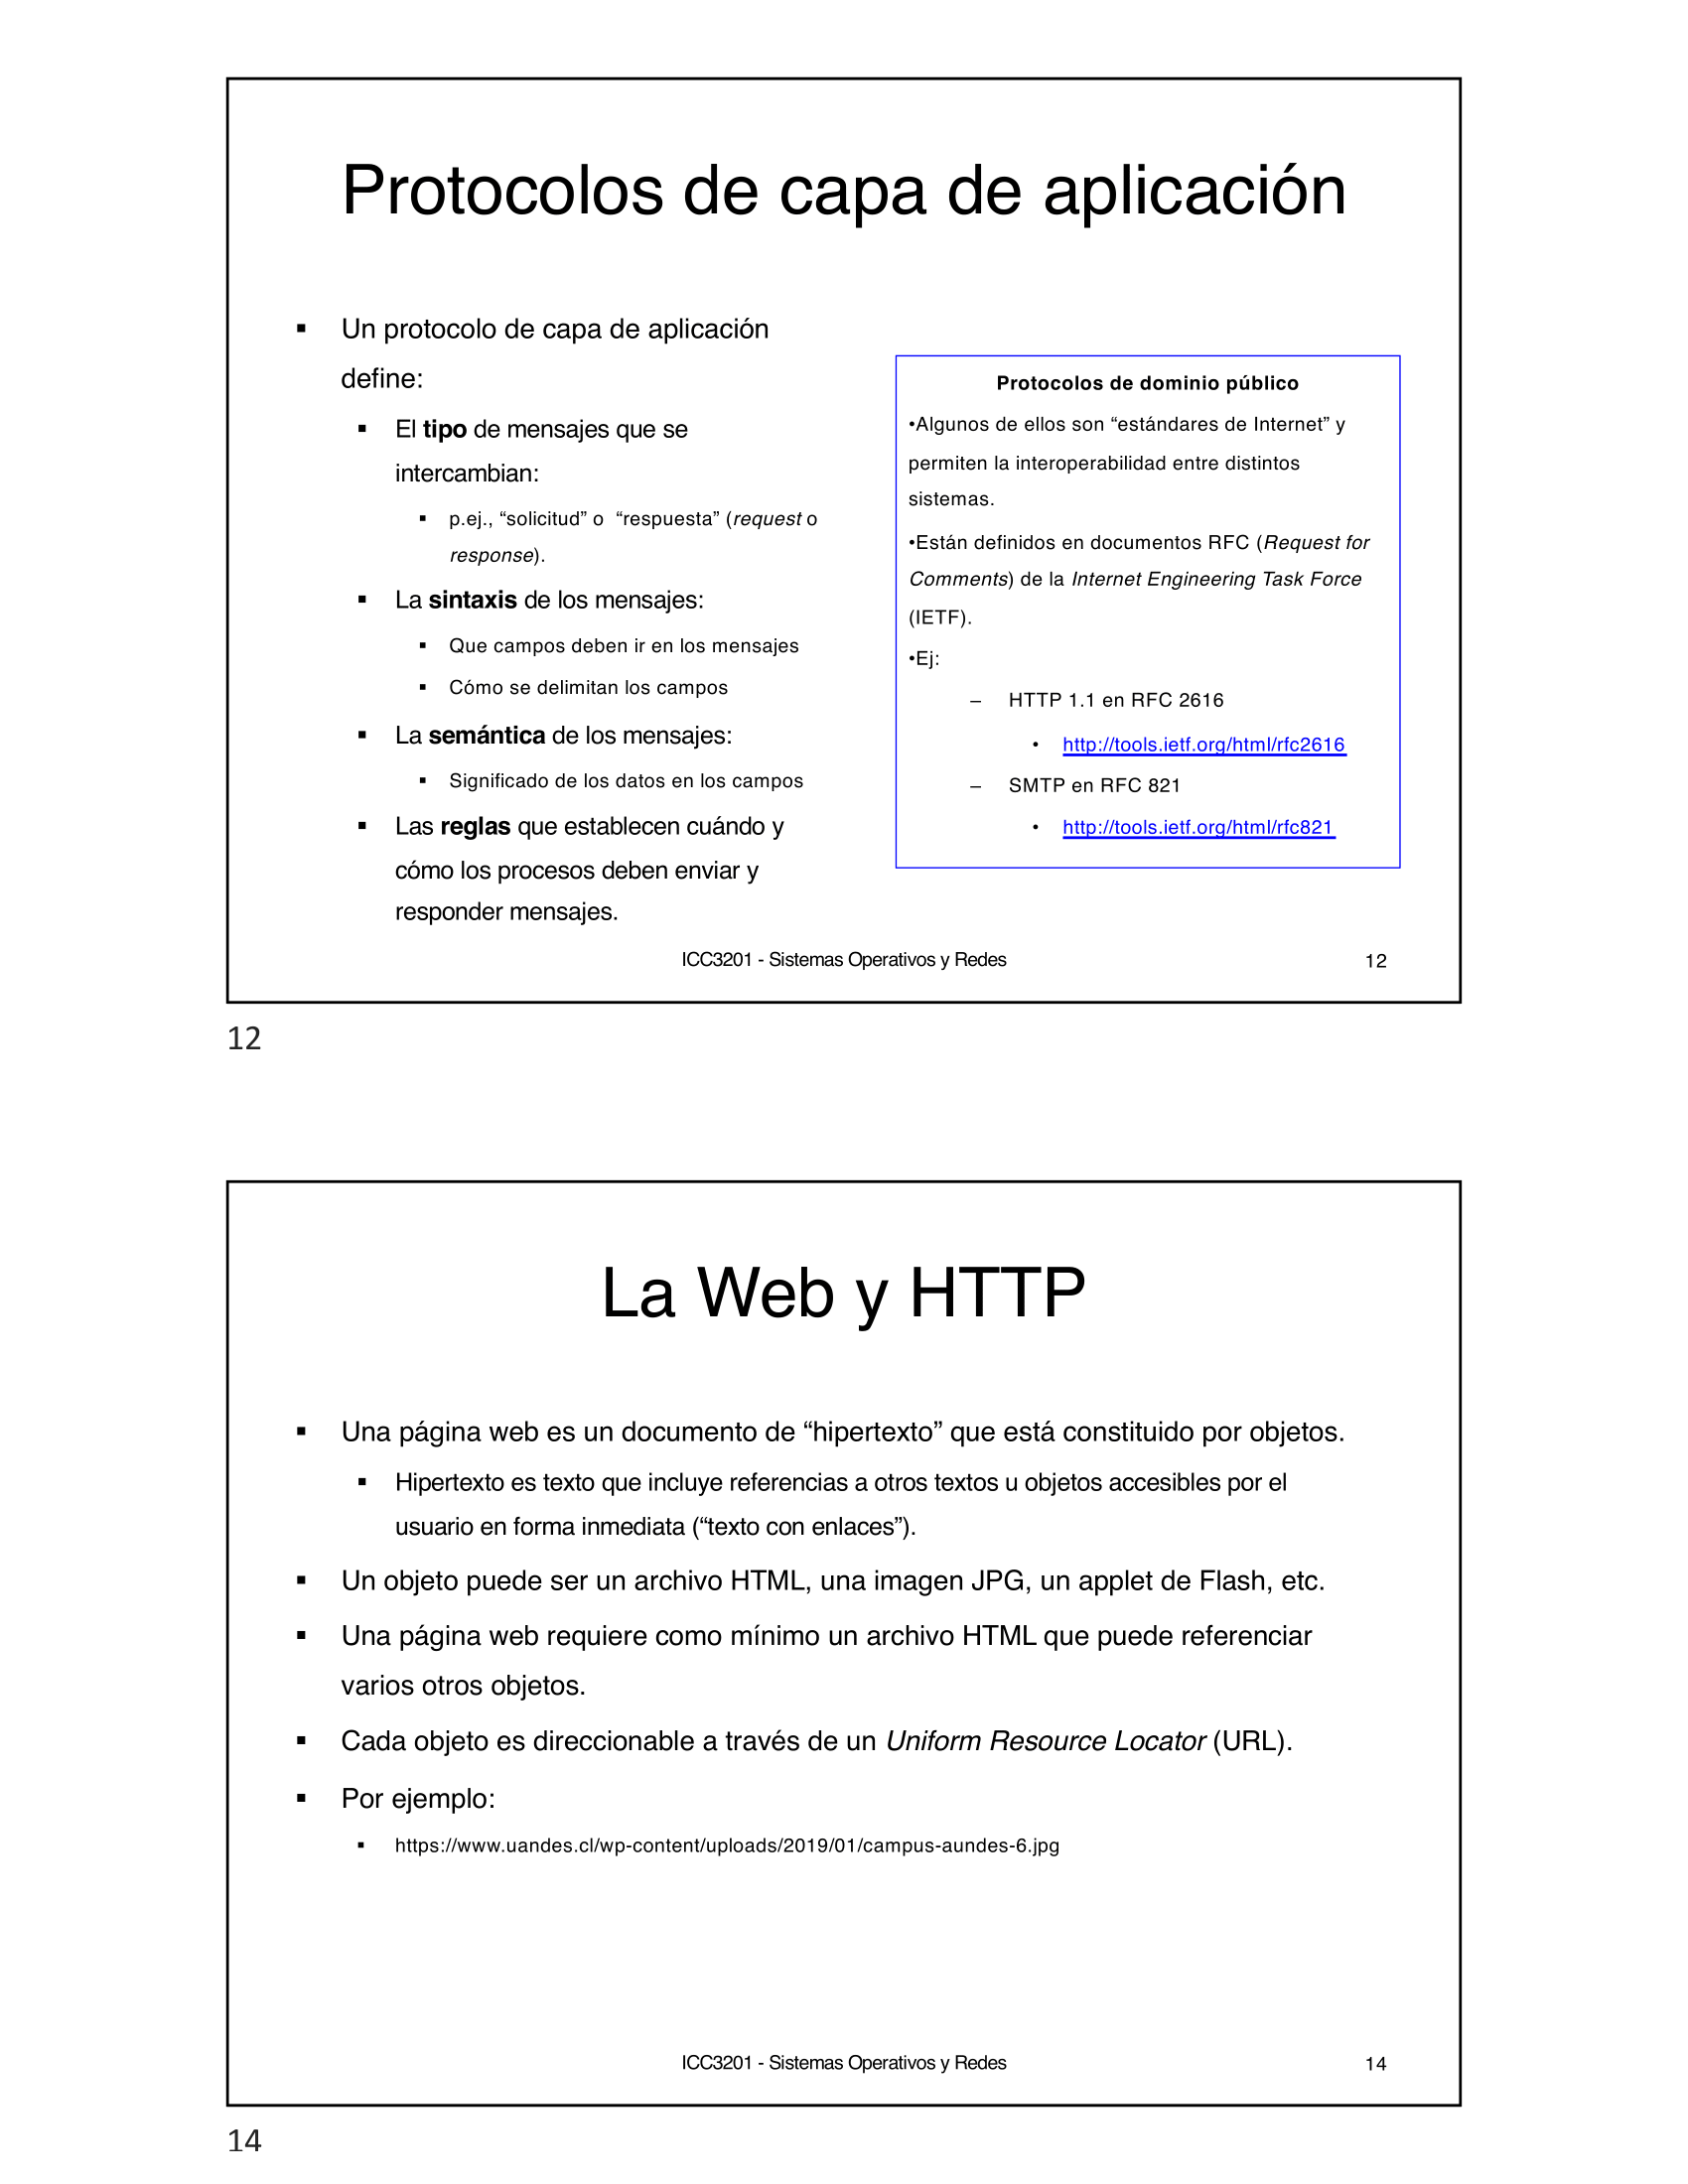 Protocolos de capa de aplicación
▪ Un protocolo de capa de aplicación
define:
▪ El tipo de mensajes que se
intercambian:
▪ p.ej., “solicitud” o “respuesta” (request o
response).
▪ La sintaxis de los mensajes:
▪ Que campos deben ir en los mensajes
▪ Cómo se delimitan los campos
▪ La semántica de los mensajes:
▪ Significado de los datos en los campos
▪ Las reglas que establecen cuándo y
cómo los procesos deben enviar y
responder mensajes.
Protocolos de dominio público
•Algunos de ellos son “estándares de Internet” y
permiten la interoperabilidad entre distintos
sistemas.
•Están definidos en documentos RFC (Request for
Comments) de la Internet Engineering Task Force
(IETF).
•Ej:
– HTTP 1.1 en RFC 2616
• http://tools.ietf.org/html/rfc2616
– SMTP en RFC 821
• http://tools.ietf.org/html/rfc821
ICC3201 - Sistemas Operativos y Redes
12
12
La Web y HTTP
▪ Una página web es un documento de “hipertexto” que está constituido por objetos.
▪ Hipertexto es texto que incluye referencias a otros textos u objetos accesibles por el
usuario en forma inmediata (“texto con enlaces”).
▪ Un objeto puede ser un archivo HTML, una imagen JPG, un applet de Flash, etc.
▪ Una página web requiere como mínimo un archivo HTML que puede referenciar
varios otros objetos.
▪ Cada objeto es direccionable a través de un Uniform Resource Locator (URL).
▪ Por ejemplo:
▪ https://www.uandes.cl/wp-content/uploads/2019/01/campus-aundes-6.jpg
ICC3201 - Sistemas Operativos y Redes
14
14